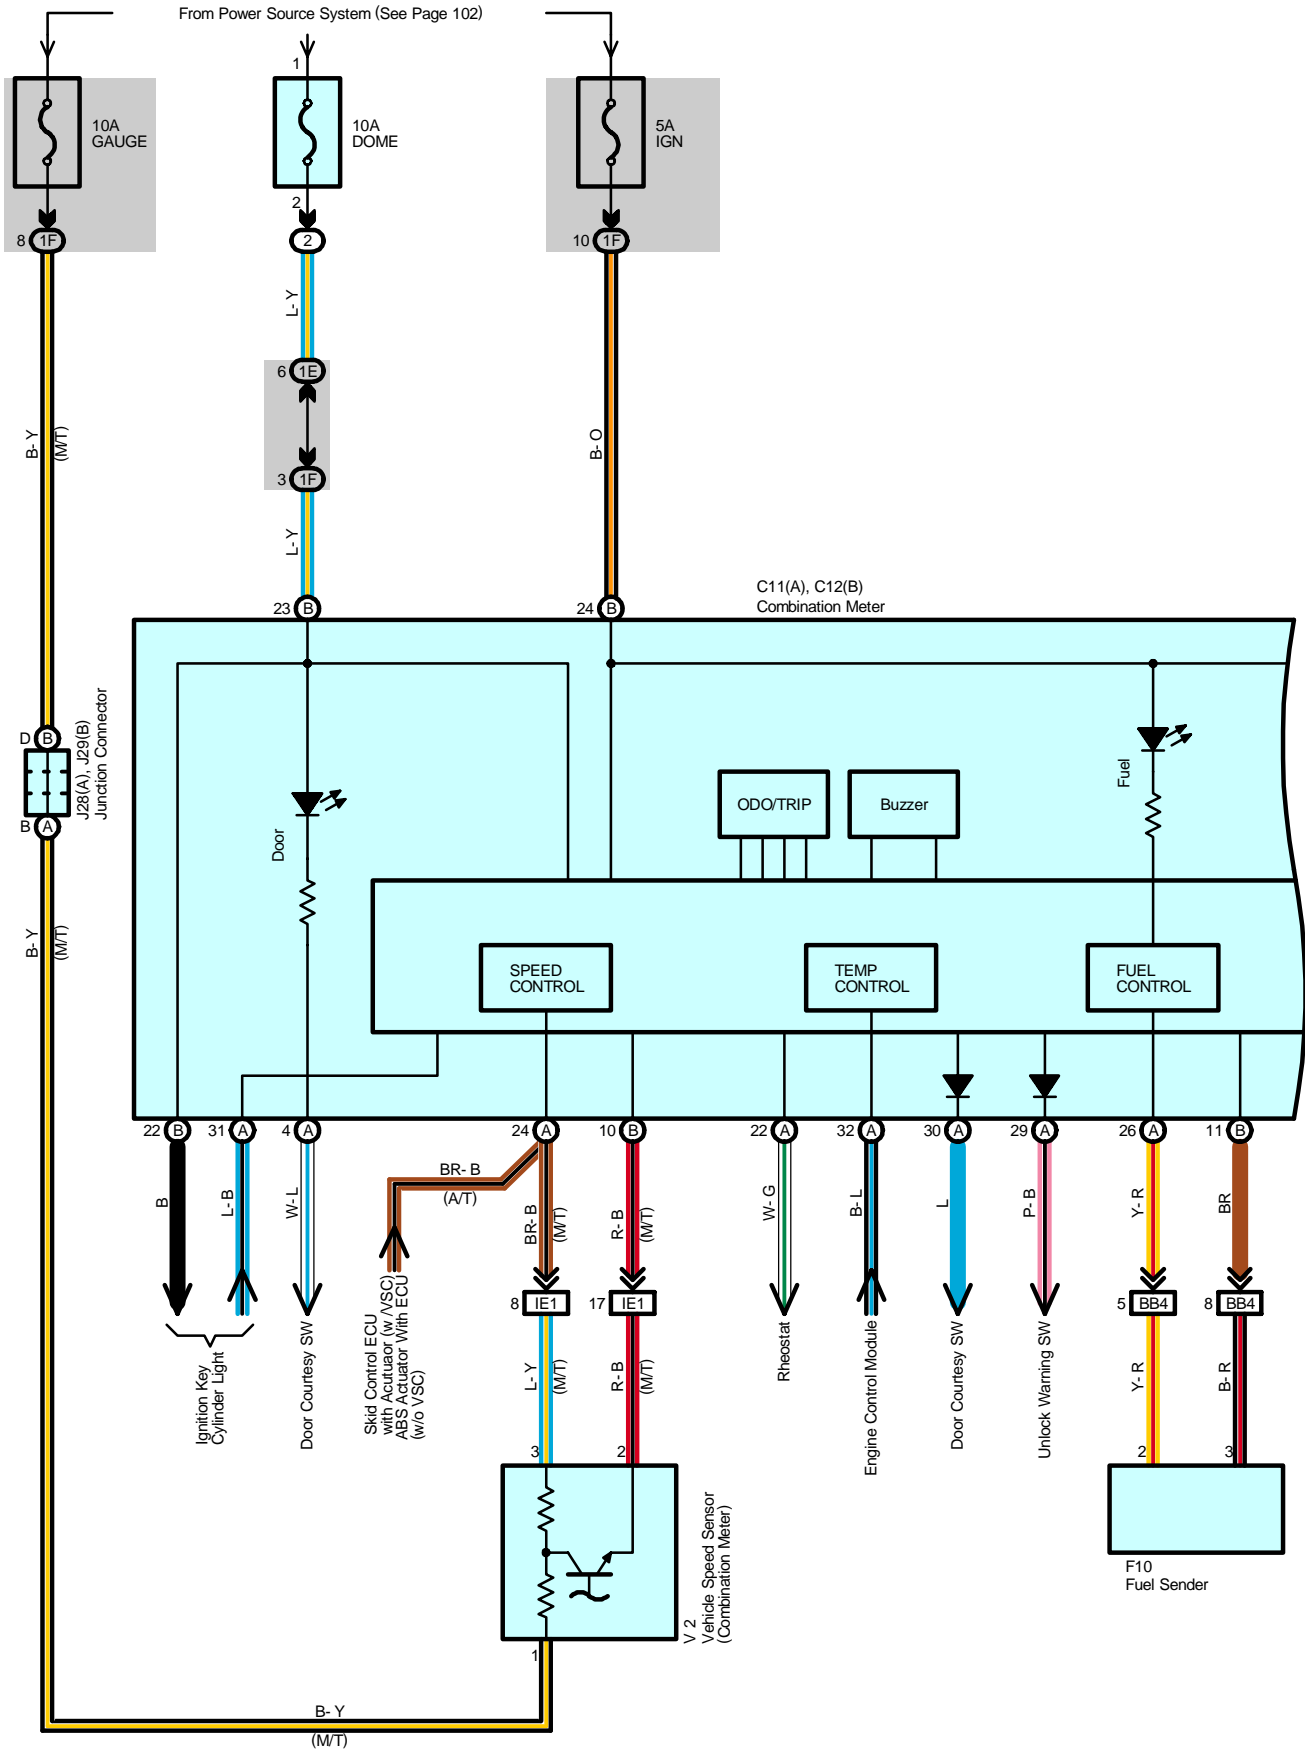 From Power Source System (See Page 102)
1
10A
GAUGE
10A
DOME
5A
IGN
2
8 1F
2
10 1F
L- Y
6 1E
B- Y
(M/T)
B- O
3 1F
L- Y
C11(A), C12(B)
Combination Meter
23 B
24 B
D B
J28(A), J29(B)
Junction Connector
B A
Fuel
ODO/TRIP
Buzzer
Door
B- Y
(M/T)
SPEED
CONTROL
TEMP
CONTROL
FUEL
CONTROL
22 B
31 A
4 A
24 A
10 B
22 A
32 A
30 A
29 A
26 A
11 B
BR- B
(A/T)
B
L- B
W- L
BR- B
(M/T)
R- B
(M/T)
W- G
B- L
L
P- B
Y- R
BR
8 IE1
17 IE1
5 BB4
8 BB4
Ignition Key
Cylinder Light
Door Courtesy SW
Skid Control ECU
with Acutuaor (w /VSC)
ABS Actuator With ECU
(w/o VSC)
L- Y
(M/T)
R- B
(M/T)
Rheostat
Engine Control Module
Door Courtesy SW
Unlock Warning SW
Y- R
B- R
3
2
2
3
V 2
Vehicle Speed Sensor
(Combination Meter)
F10
Fuel Sender
1
B- Y
(M/T)